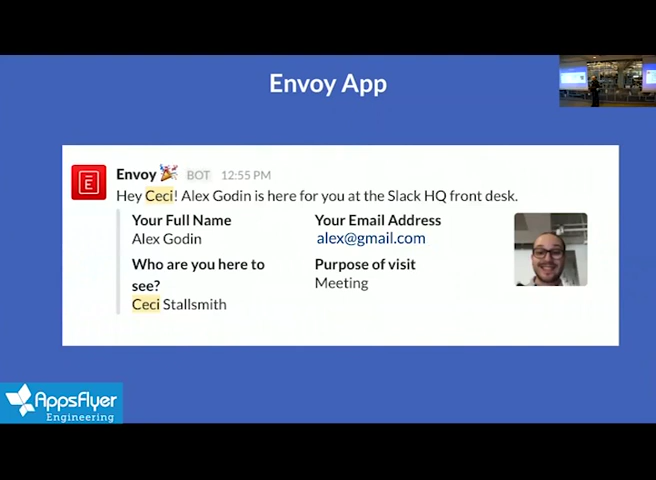 Envoy App
Envoy 🎉 BOT 12:55 PM
Hey Ceci! Alex Godin is here for you at the Slack HQ front desk.
Your Full Name
Alex Godin
Your Email Address
alex@gmail.com
Who are you here to
see?
Ceci Stallsmith
Purpose of visit
Meeting
AppsFlyer
Engineering